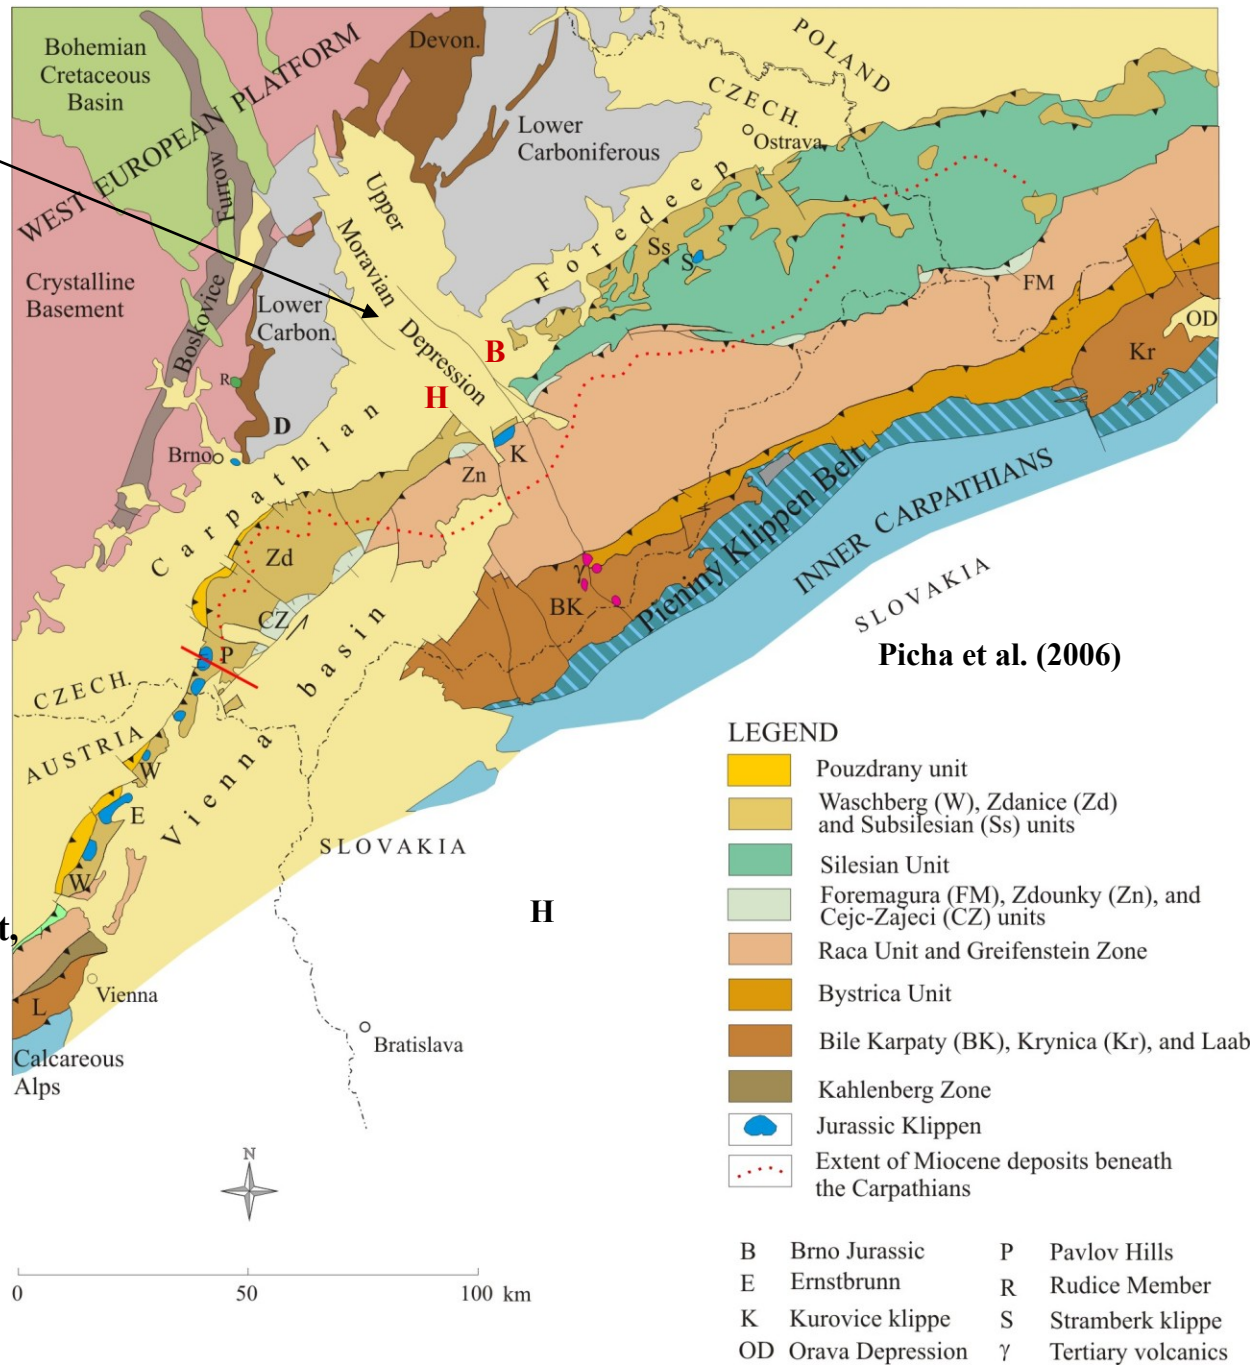 Bohemian
Cretaceous
Basin
WEST EUROPEAN PLATFORM
Devon.
POLAND
CZECH.
Ostrava
Lower
Carboniferous
Furrow
Boskovice
Upper
Moravian
Depression
Foredeep
Ss
S
FM
OD
Kr
Crystalline
Basement
Lower
Carbon.
B
H
R
D
Brno
Carpathian
K
Zn
Zd
CZ
γ
BK
Pieniny Klippen Belt
INNER CARPATHIANS
SLOVAKIA
Picha et al. (2006)
P
CZECH.
AUSTRIA
Vienna basin
W
E
W
SLOVAKIA
H
t,
Vienna
L
Bratislava
Calcareous
Alps
N
0 50 100 km
LEGEND
Pouzdrany unit
Waschberg (W), Zdanice (Zd)
and Subsilesian (Ss) units
Silesian Unit
Foremagura (FM), Zdounky (Zn), and
Cejc-Zajeci (CZ) units
Raca Unit and Greifenstein Zone
Bystrica Unit
Bile Karpaty (BK), Krynica (Kr), and Laab
Kahlenberg Zone
Jurassic Klippen
Extent of Miocene deposits beneath
the Carpathians
B Brno Jurassic P Pavlov Hills
E Ernstbrunn R Rudice Member
K Kurovice klippe S Stramberk klippe
OD Orava Depression γ Tertiary volcanics